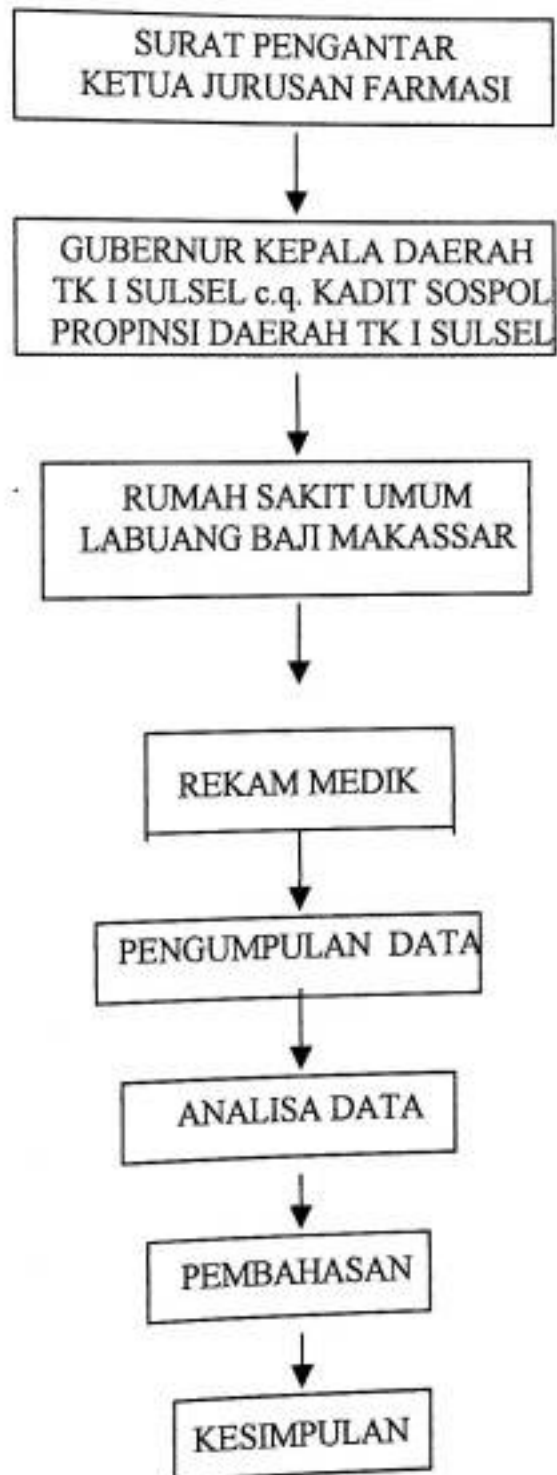 SURAT PENGANTAR
KETUA JURUSAN FARMASI
GUBERNUR KEPALA DAERAH
TK I SULSEL c.q. KADIT SOSPOL
PROPINSI DAERAH TK I SULSEL
RUMAH SAKIT UMUM
LABUANG BAJI MAKASSAR
REKAM MEDIK
PENGUMPULAN DATA
ANALISA DATA
PEMBAHASAN
KESIMPULAN